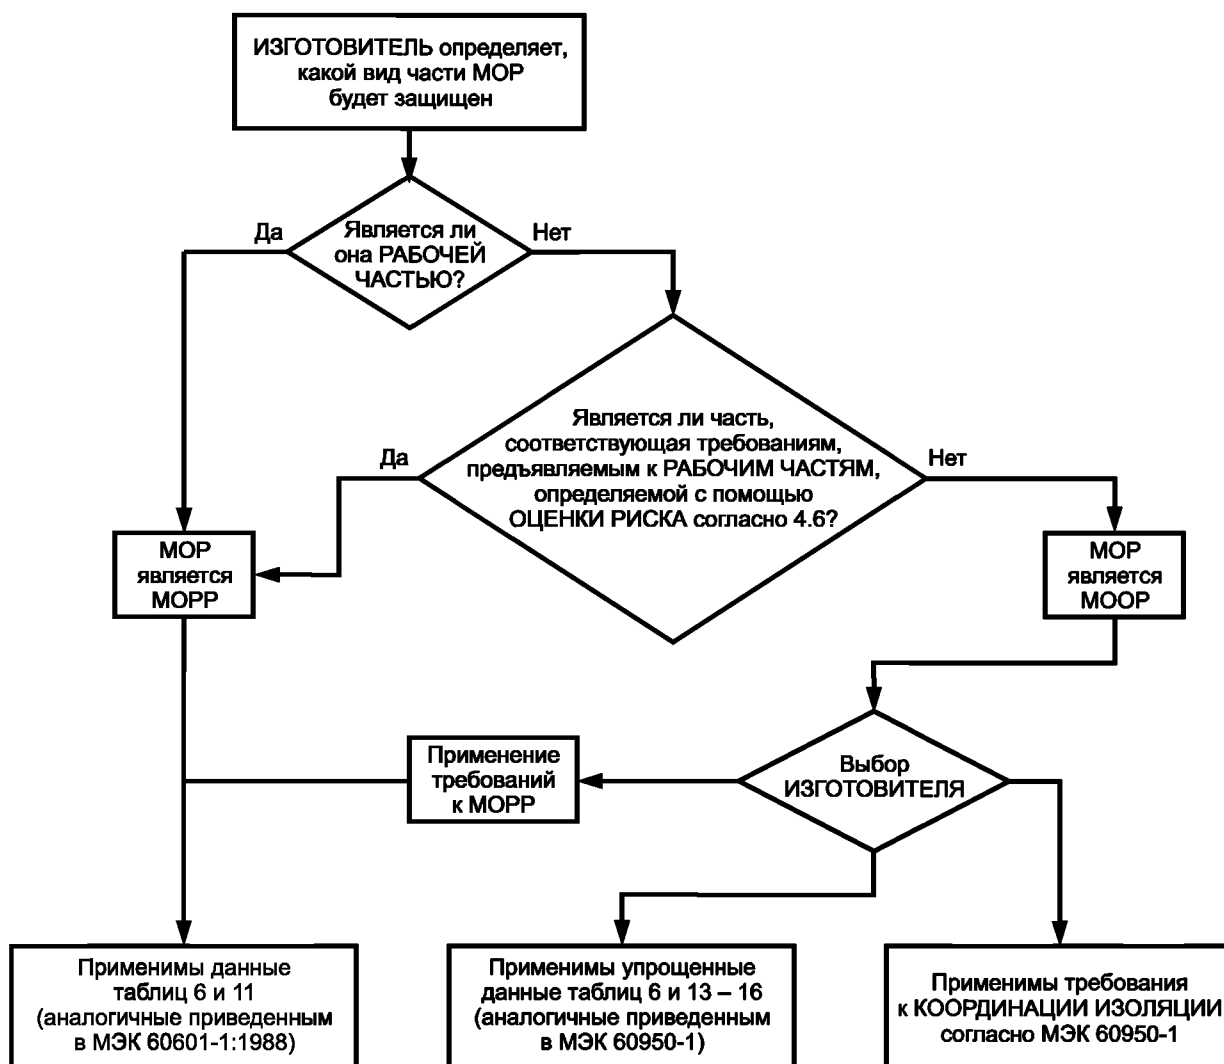 ИЗГОТОВИТЕЛЬ определяет,
какой вид части МОР
будет защищен
Да
Является ли
она РАБОЧЕЙ
ЧАСТЬЮ?
Нет
Является ли часть,
соответствующая требованиям,
предъявляемым к РАБОЧИМ ЧАСТЯМ,
определяемой с помощью
ОЦЕНКИ РИСКА согласно 4.6?
Да
Нет
МОР
является
МОРР
МОР
является
МООР
Применение
требований
к МОРР
Выбор
ИЗГОТОВИТЕЛЯ
Применимы данные
таблиц 6 и 11
(аналогичные приведенным
в МЭК 60601-1:1988)
Применимы упрощенные
данные таблиц 6 и 13 – 16
(аналогичные приведенным
в МЭК 60950-1)
Применимы требования
к КООРДИНАЦИИ ИЗОЛЯЦИИ
согласно МЭК 60950-1